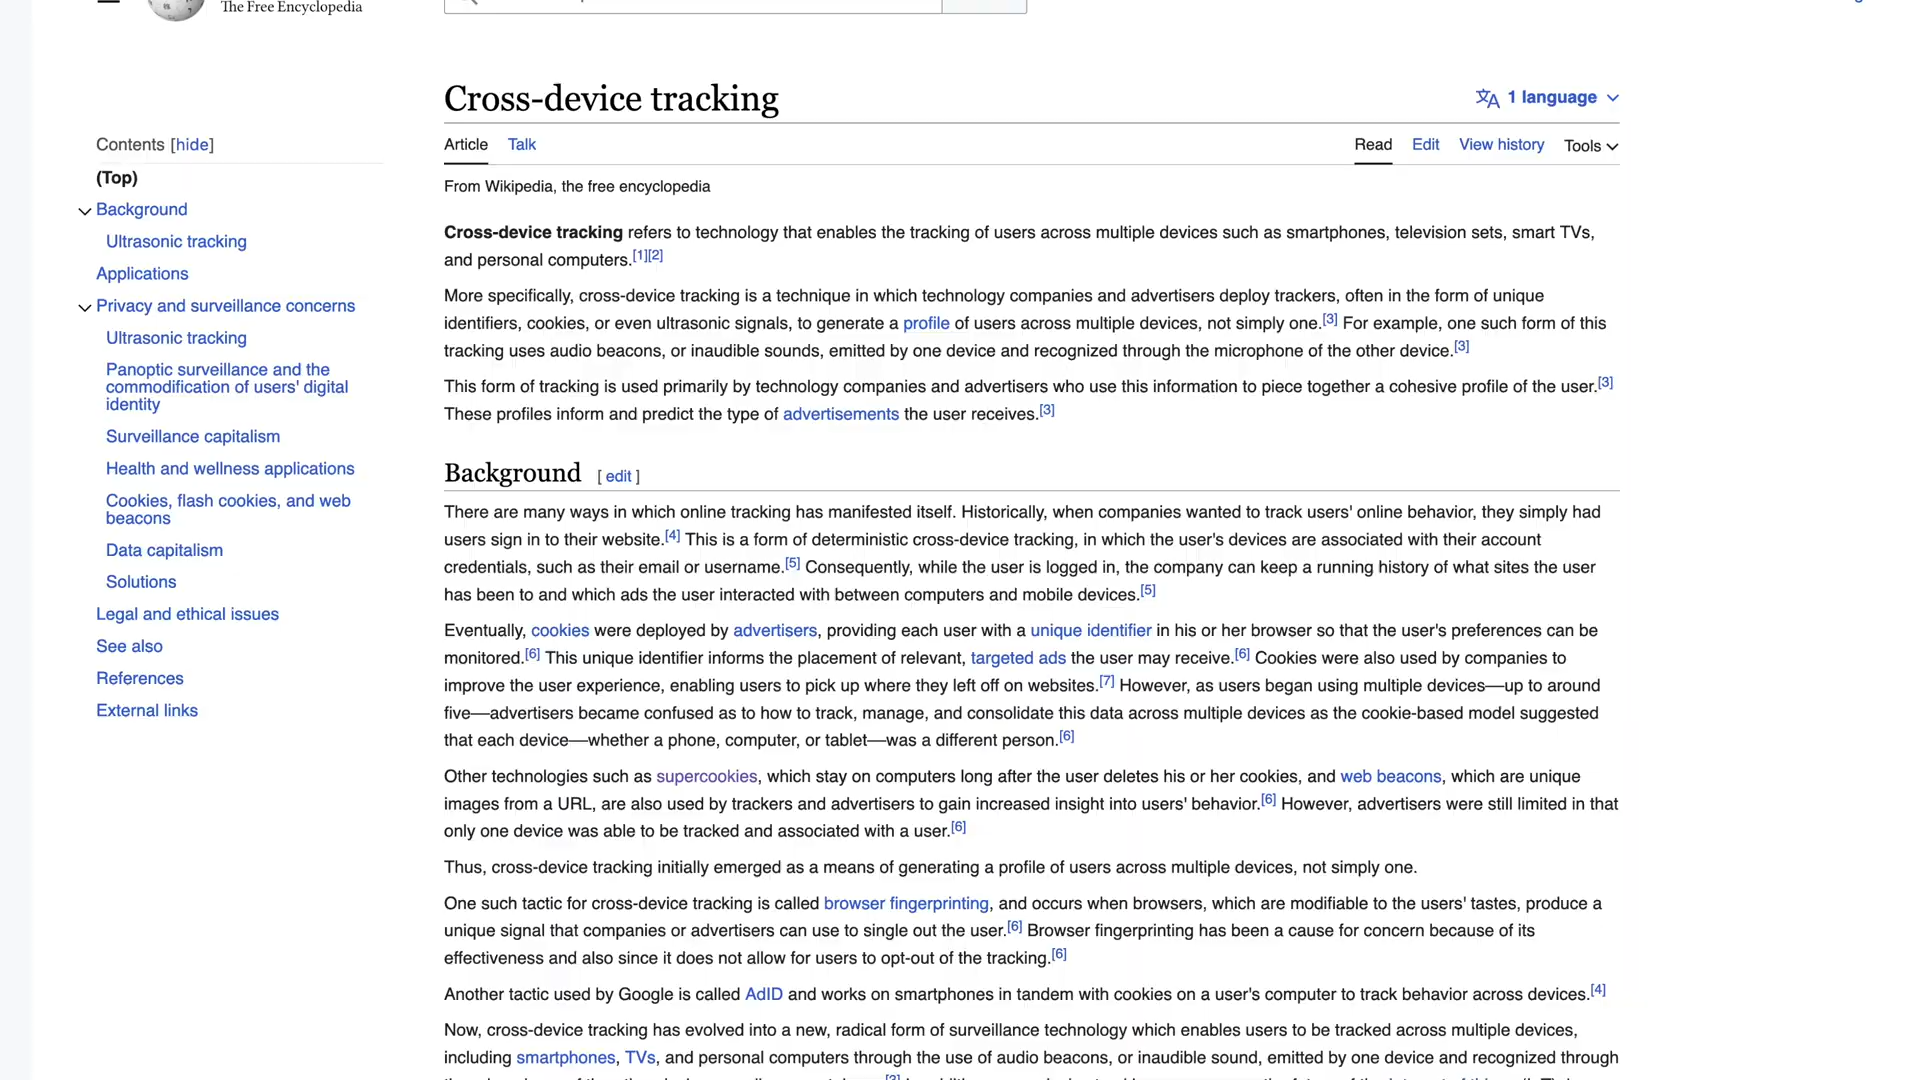 The Free Encyclopedia
Cross-device tracking
1 language
Contents [hide]
(Top)
Background
Ultrasonic tracking
Applications
Privacy and surveillance concerns
Ultrasonic tracking
Panoptic surveillance and the
commodification of users' digital
identity
Surveillance capitalism
Health and wellness applications
Cookies, flash cookies, and web
beacons
Data capitalism
Solutions
Legal and ethical issues
See also
References
External links
Article Talk
Read Edit View history Tools
From Wikipedia, the free encyclopedia
Cross-device tracking refers to technology that enables the tracking of users across multiple devices such as smartphones, television sets, smart TVs,
and personal computers.[1][2]
More specifically, cross-device tracking is a technique in which technology companies and advertisers deploy trackers, often in the form of unique
identifiers, cookies, or even ultrasonic signals, to generate a profile of users across multiple devices, not simply one.[3] For example, one such form of this
tracking uses audio beacons, or inaudible sounds, emitted by one device and recognized through the microphone of the other device.[3]
This form of tracking is used primarily by technology companies and advertisers who use this information to piece together a cohesive profile of the user.[3]
These profiles inform and predict the type of advertisements the user receives.[3]
Background [ edit ]
There are many ways in which online tracking has manifested itself. Historically, when companies wanted to track users' online behavior, they simply had
users sign in to their website.[4] This is a form of deterministic cross-device tracking, in which the user's devices are associated with their account
credentials, such as their email or username.[5] Consequently, while the user is logged in, the company can keep a running history of what sites the user
has been to and which ads the user interacted with between computers and mobile devices.[5]
Eventually, cookies were deployed by advertisers, providing each user with a unique identifier in his or her browser so that the user's preferences can be
monitored.[6] This unique identifier informs the placement of relevant, targeted ads the user may receive.[6] Cookies were also used by companies to
improve the user experience, enabling users to pick up where they left off on websites.[7] However, as users began using multiple devices—up to around
five—advertisers became confused as to how to track, manage, and consolidate this data across multiple devices as the cookie-based model suggested
that each device—whether a phone, computer, or tablet—was a different person.[6]
Other technologies such as supercookies, which stay on computers long after the user deletes his or her cookies, and web beacons, which are unique
images from a URL, are also used by trackers and advertisers to gain increased insight into users' behavior.[6] However, advertisers were still limited in that
only one device was able to be tracked and associated with a user.[6]
Thus, cross-device tracking initially emerged as a means of generating a profile of users across multiple devices, not simply one.
One such tactic for cross-device tracking is called browser fingerprinting, and occurs when browsers, which are modifiable to the users' tastes, produce a
unique signal that companies or advertisers can use to single out the user.[6] Browser fingerprinting has been a cause for concern because of its
effectiveness and also since it does not allow for users to opt-out of the tracking.[6]
Another tactic used by Google is called AdID and works on smartphones in tandem with cookies on a user's computer to track behavior across devices.[4]
Now, cross-device tracking has evolved into a new, radical form of surveillance technology which enables users to be tracked across multiple devices,
including smartphones, TVs, and personal computers through the use of audio beacons, or inaudible sound, emitted by one device and recognized through